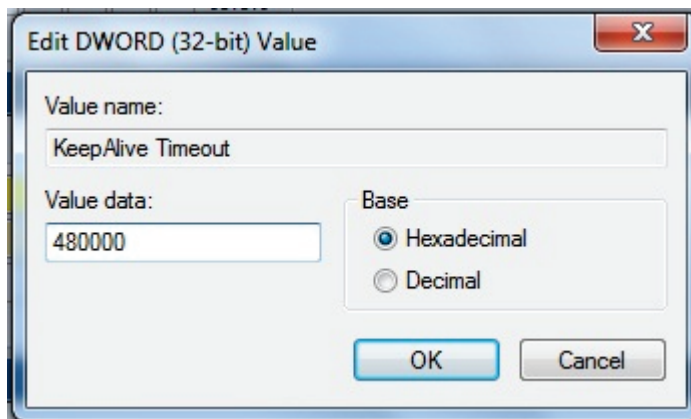 Edit DWORD (32-bit) Value
Value name:
KeepAlive Timeout
Value data:
480000
Base
Hexadecimal
Decimal
OK
Cancel